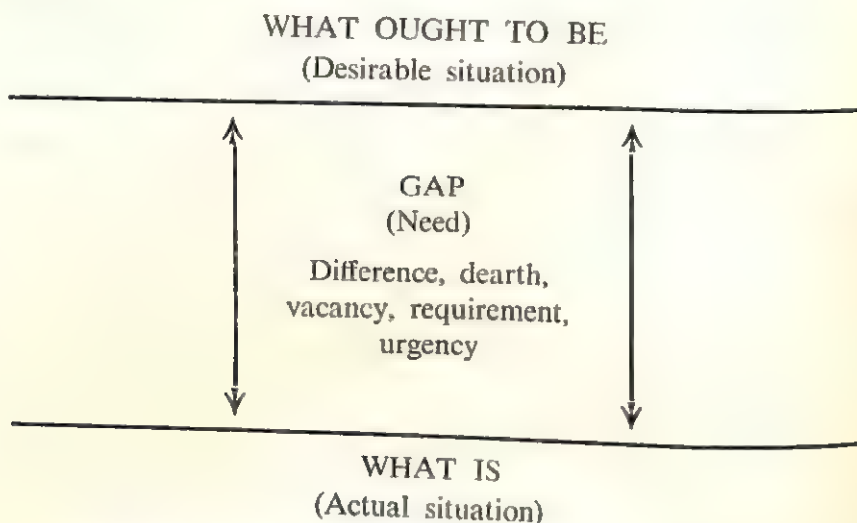 WHAT OUGHT TO BE
(Desirable situation)
GAP
(Need)
Difference, dearth,
vacancy, requirement,
urgency
WHAT IS
(Actual situation)